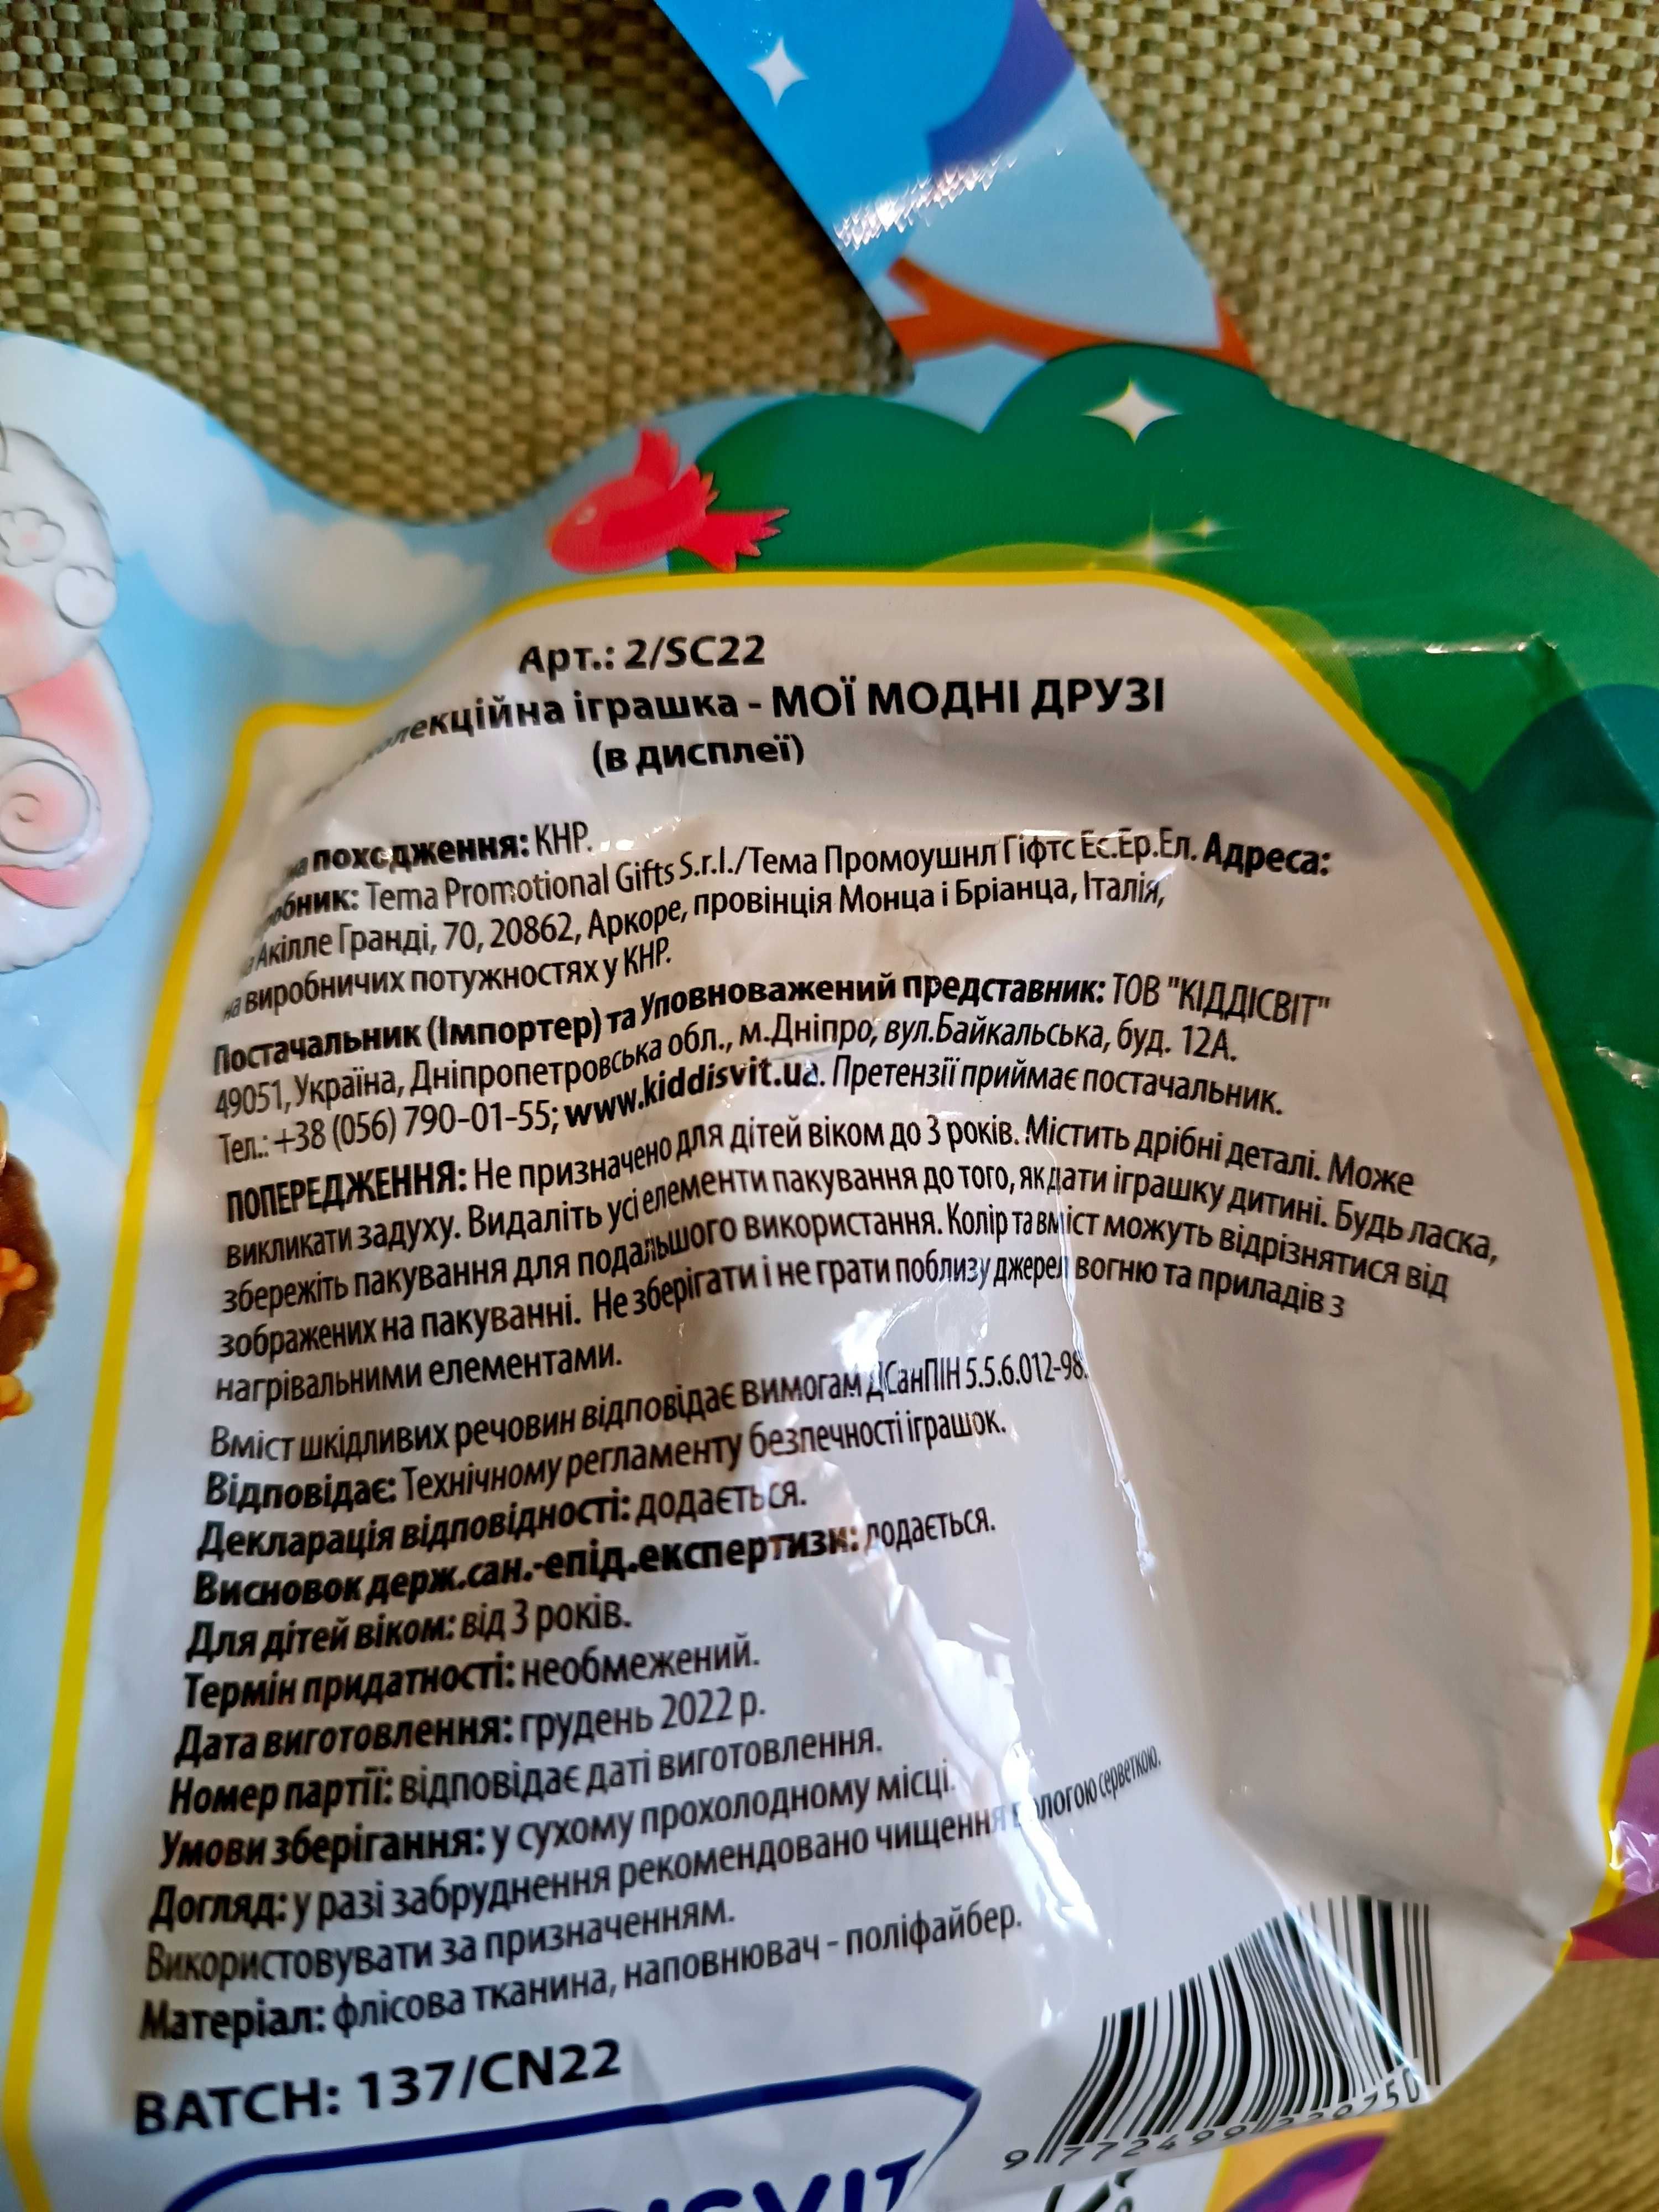 Арт.: 2/SC22
іграшка - МОЇ МОДНІ ДРУЗІ
(в дисплеї)
походження: КНР.
Tema Promotional Gifts S.r.l./Тема Промоушнл Гіфтс Ес.Ер.Ел. Адреса:
Акілле Гранді, 70, 20862, Аркоре, провінція Монца і Бріанца, Італія,
на виробничих потужностях у КНР.
Постачальник (Імпортер) та Уповноважений представник: ТОВ "КІДДІСВІТ"
49051, Україна, Дніпропетровська обл., м.Дніпро, вул.Байкальська, буд. 12А.
Тел.: +38 (056) 790-01-55; www.kiddisvit.ua. Претензії приймає постачальник.
ПОПЕРЕДЖЕННЯ: Не призначено для дітей віком до 3 років. Містить дрібні деталі. Може
викликати задуху. Видаліть усі елементи пакування до того, як дати іграшку дитині. Будь ласка,
збережіть пакування для подальшого використання. Колір та вміст можуть відрізнятися від
зображених на пакуванні. Не зберігати і не грати поблизу джерел вогню та приладів з
нагрівальними елементами.
Вміст шкідливих речовин відповідає вимогам ДСанПІН 5.5.6.012-98.
Відповідає: Технічному регламенту безпечності іграшок.
Декларація відповідності: додається.
Висновок держ.сан.-епід.експертизи: додається.
Для дітей віком: від 3 років.
Термін придатності: необмежений.
Дата виготовлення: грудень 2022 р.
Номер партії: відповідає даті виготовлення.
Умови зберігання: у сухому прохолодному місці.
Догляд: у разі забруднення рекомендовано чищення вологою серветкою.
Використовувати за призначенням.
Матеріал: флісова тканина, наповнювач - поліфайбер.
BATCH: 137/CN22